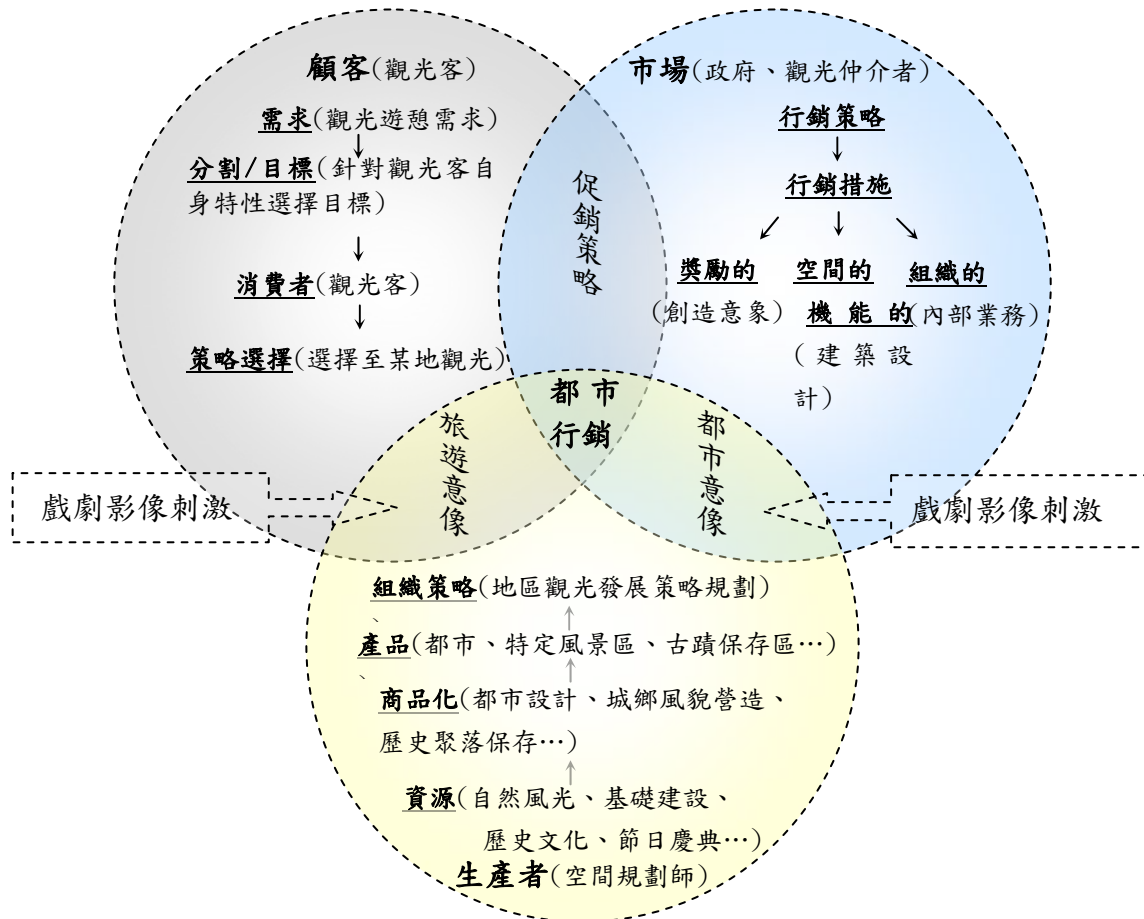 顧客(觀光客)
需求(觀光遊憩需求)
分割/目標(針對觀光客自
身特性選擇目標)
消費者(觀光客)
策略選擇(選擇至某地觀光)
市場(政府、觀光仲介者)
行銷策略
行銷措施
獎勵的
(創造意象)
空間的
機能的
(建築設
計)
組織的
(內部業務)
促銷策略
都市
行銷
旅遊意像
都市意像
戲劇影像刺激
戲劇影像刺激
組織策略(地區觀光發展策略規劃)
、
產品(都市、特定風景區、古蹟保存區…)
、
商品化(都市設計、城鄉風貌營造、
歷史聚落保存…)
資源(自然風光、基礎建設、
歷史文化、節日慶典…)
生產者(空間規劃師)